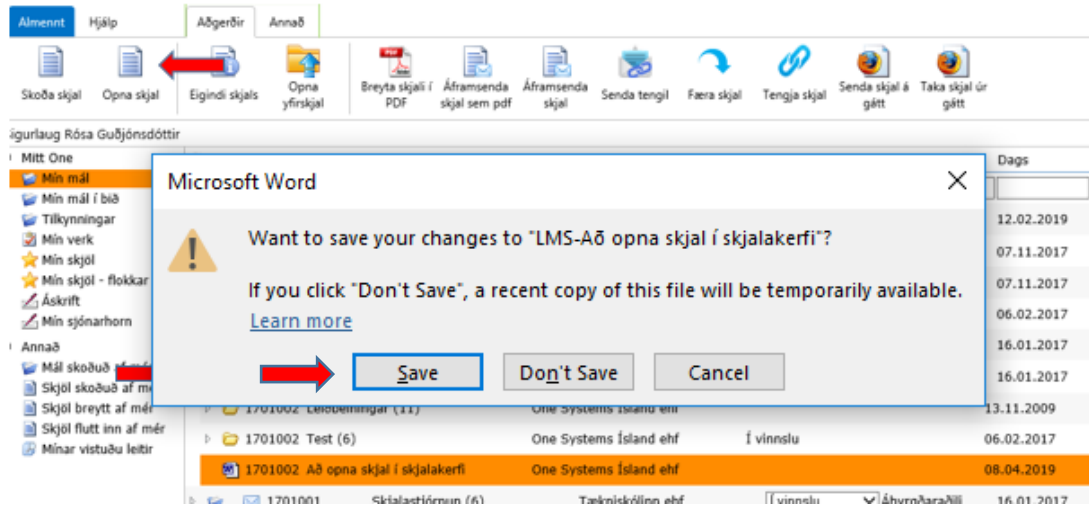 Almennt Hjálp Aðgerðir Annað
Skoða skjal
Opna skjal
Eigindi skjals
Opna
yfirskjal
Breyta skjali í
PDF
Áframsenda
skjal sem pdf
Áframsenda
skjal
Senda tengil
Færa skjal
Tengja skjal
Senda skjal á
gátt
Taka skjal úr
gátt
Sigurlaug Rósa Guðjónsdóttir
Mitt One
Mín mál
Mín mál í bið
Tilkynningar
Mín verk
Mín skjöl
Mín skjöl - flokkar
Áskrift
Mín sjónarhorn
Annað
Mál skoðuð af mér
Skjöl skoðuð af mér
Skjöl breytt af mér
Skjöl flutt inn af mér
Mínar vistuðu leitir
Microsoft Word
Want to save your changes to "LMS-Að opna skjal í skjalakerfi"?
If you click "Don't Save", a recent copy of this file will be temporarily available.
Learn more
Save Don't Save Cancel
Dags
12.02.2019
07.11.2017
07.11.2017
06.02.2017
16.01.2017
16.01.2017
1701002 Leiðbeiningar (11) One Systems Ísland ehf 13.11.2009
1701002 Test (6) One Systems Ísland ehf Í vinnslu 06.02.2017
1701002 Að opna skjal í skjalakerfi One Systems Ísland ehf 08.04.2019
1701001 Skjalastjórnun (6) Tækniskólinn ehf Í vinnslu Ábyrgðaraðili 16.01.2017